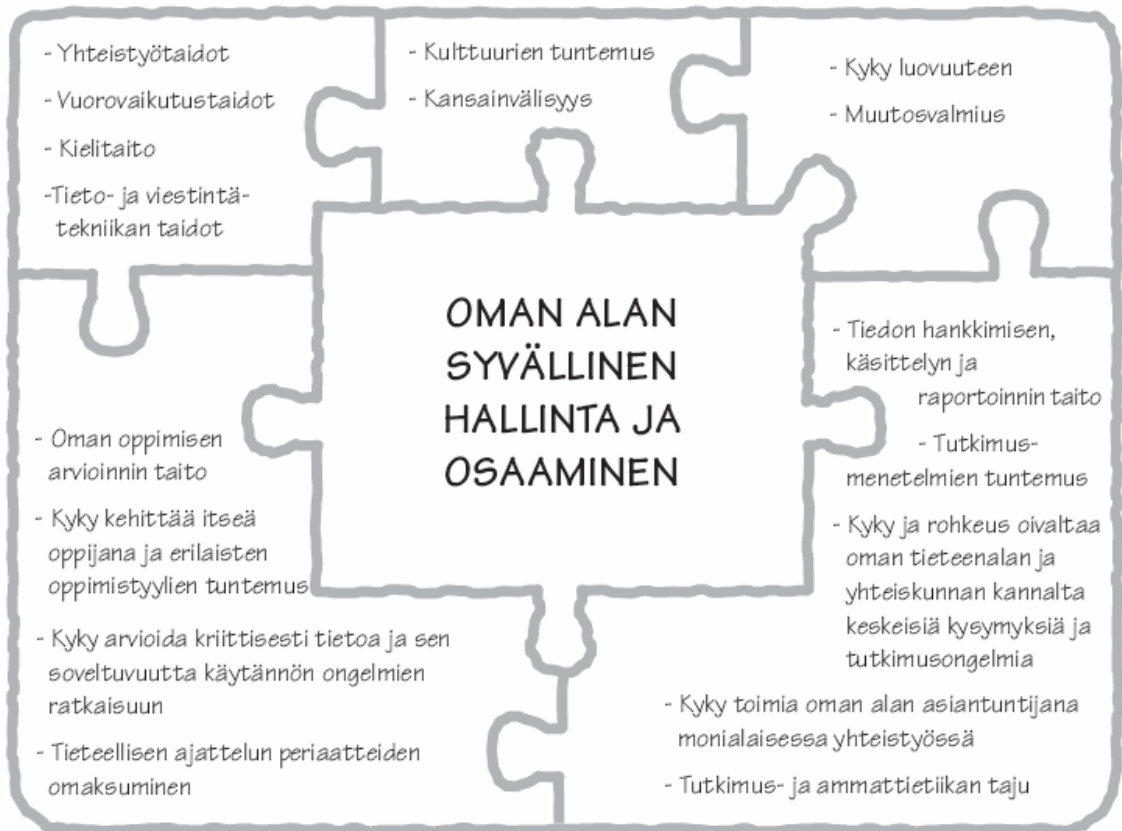 - Yhteistyötaidot
- Vuorovaikutustaidot
- Kielitaito
-Tieto- ja viestintä-
tekniikan taidot
- Kulttuurien tuntemus
- Kansainvälisyys
- Kyky luovuuteen
- Muutosvalmius
OMAN ALAN
SYVÄLLINEN
HALLINTA JA
OSAAMINEN
- Oman oppimisen
arvioinnin taito
- Kyky kehittää itseä
oppijana ja erilaisten
oppimistyylien tuntemus
- Kyky arvioida kriittisesti tietoa ja sen
soveltuvuutta käytännön ongelmien
ratkaisuun
- Tieteellisen ajattelun periaatteiden
omaksuminen
- Tiedon hankkimisen,
käsittelyn ja
raportoinnin taito
- Tutkimus-
menetelmien tuntemus
- Kyky ja rohkeus oivaltaa
oman tieteenalan ja
yhteiskunnan kannalta
keskeisiä kysymyksiä ja
tutkimusongelmia
- Kyky toimia oman alan asiantuntijana
monialaisessa yhteistyössä
- Tutkimus- ja ammattietiikan taju